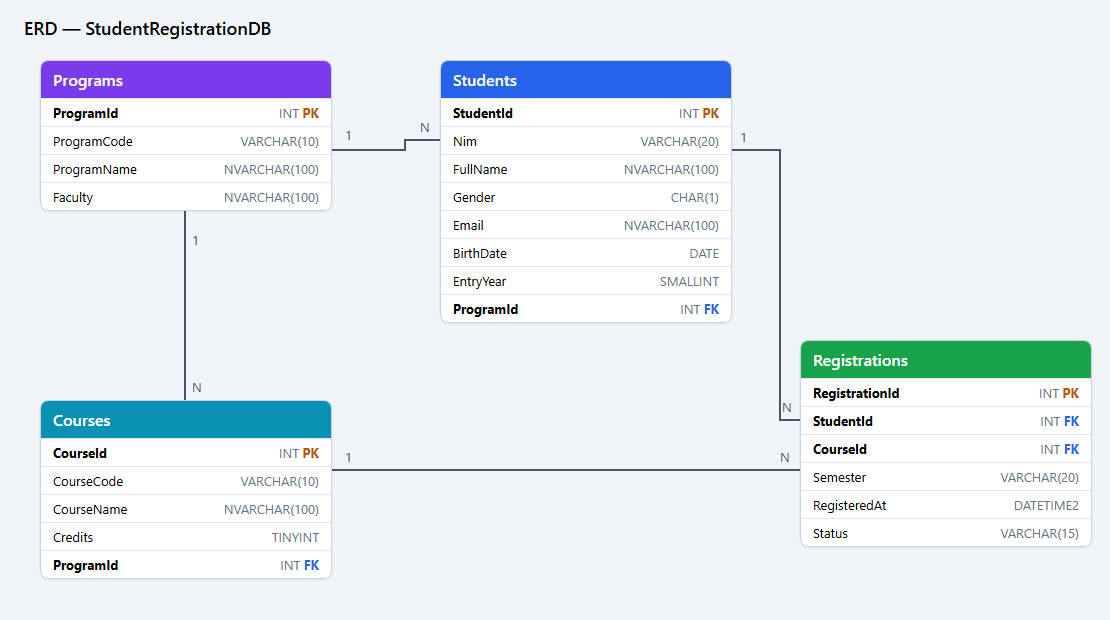 ERD — StudentRegistrationDB
Programs
ProgramId INT PK
ProgramCode VARCHAR(10)
ProgramName NVARCHAR(100)
Faculty NVARCHAR(100)
1
N
Students
StudentId INT PK
Nim VARCHAR(20)
FullName NVARCHAR(100)
Gender CHAR(1)
Email NVARCHAR(100)
BirthDate DATE
EntryYear SMALLINT
ProgramId INT FK
1
N
1
N
Courses
CourseId INT PK
CourseCode VARCHAR(10)
CourseName NVARCHAR(100)
Credits TINYINT
ProgramId INT FK
1
N
Registrations
RegistrationId INT PK
StudentId INT FK
CourseId INT FK
Semester VARCHAR(20)
RegisteredAt DATETIME2
Status VARCHAR(15)